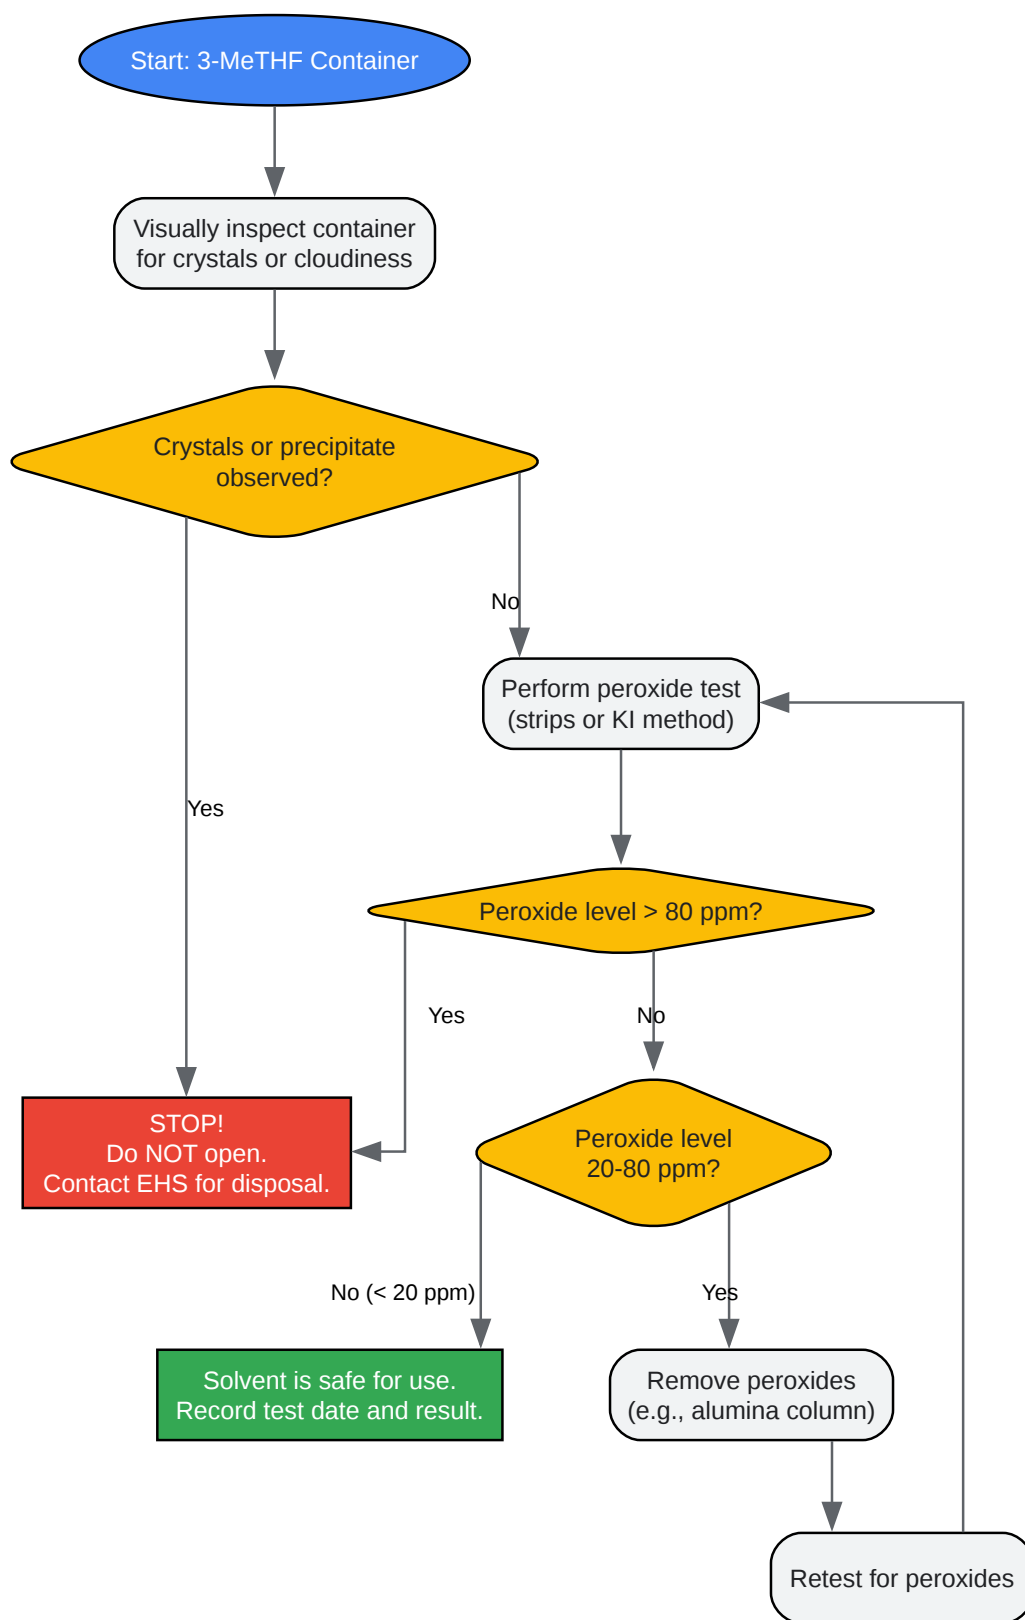 Start: 3-MeTHF Container
Visually inspect container
for crystals or cloudiness
Crystals or precipitate
observed?
No
Perform peroxide test
(strips or KI method)
Yes
Peroxide level > 80 ppm?
Yes
No
STOP!
Do NOT open.
Contact EHS for disposal.
Peroxide level
20-80 ppm?
No (< 20 ppm)
Yes
Solvent is safe for use.
Record test date and result.
Remove peroxides
(e.g., alumina column)
Retest for peroxides